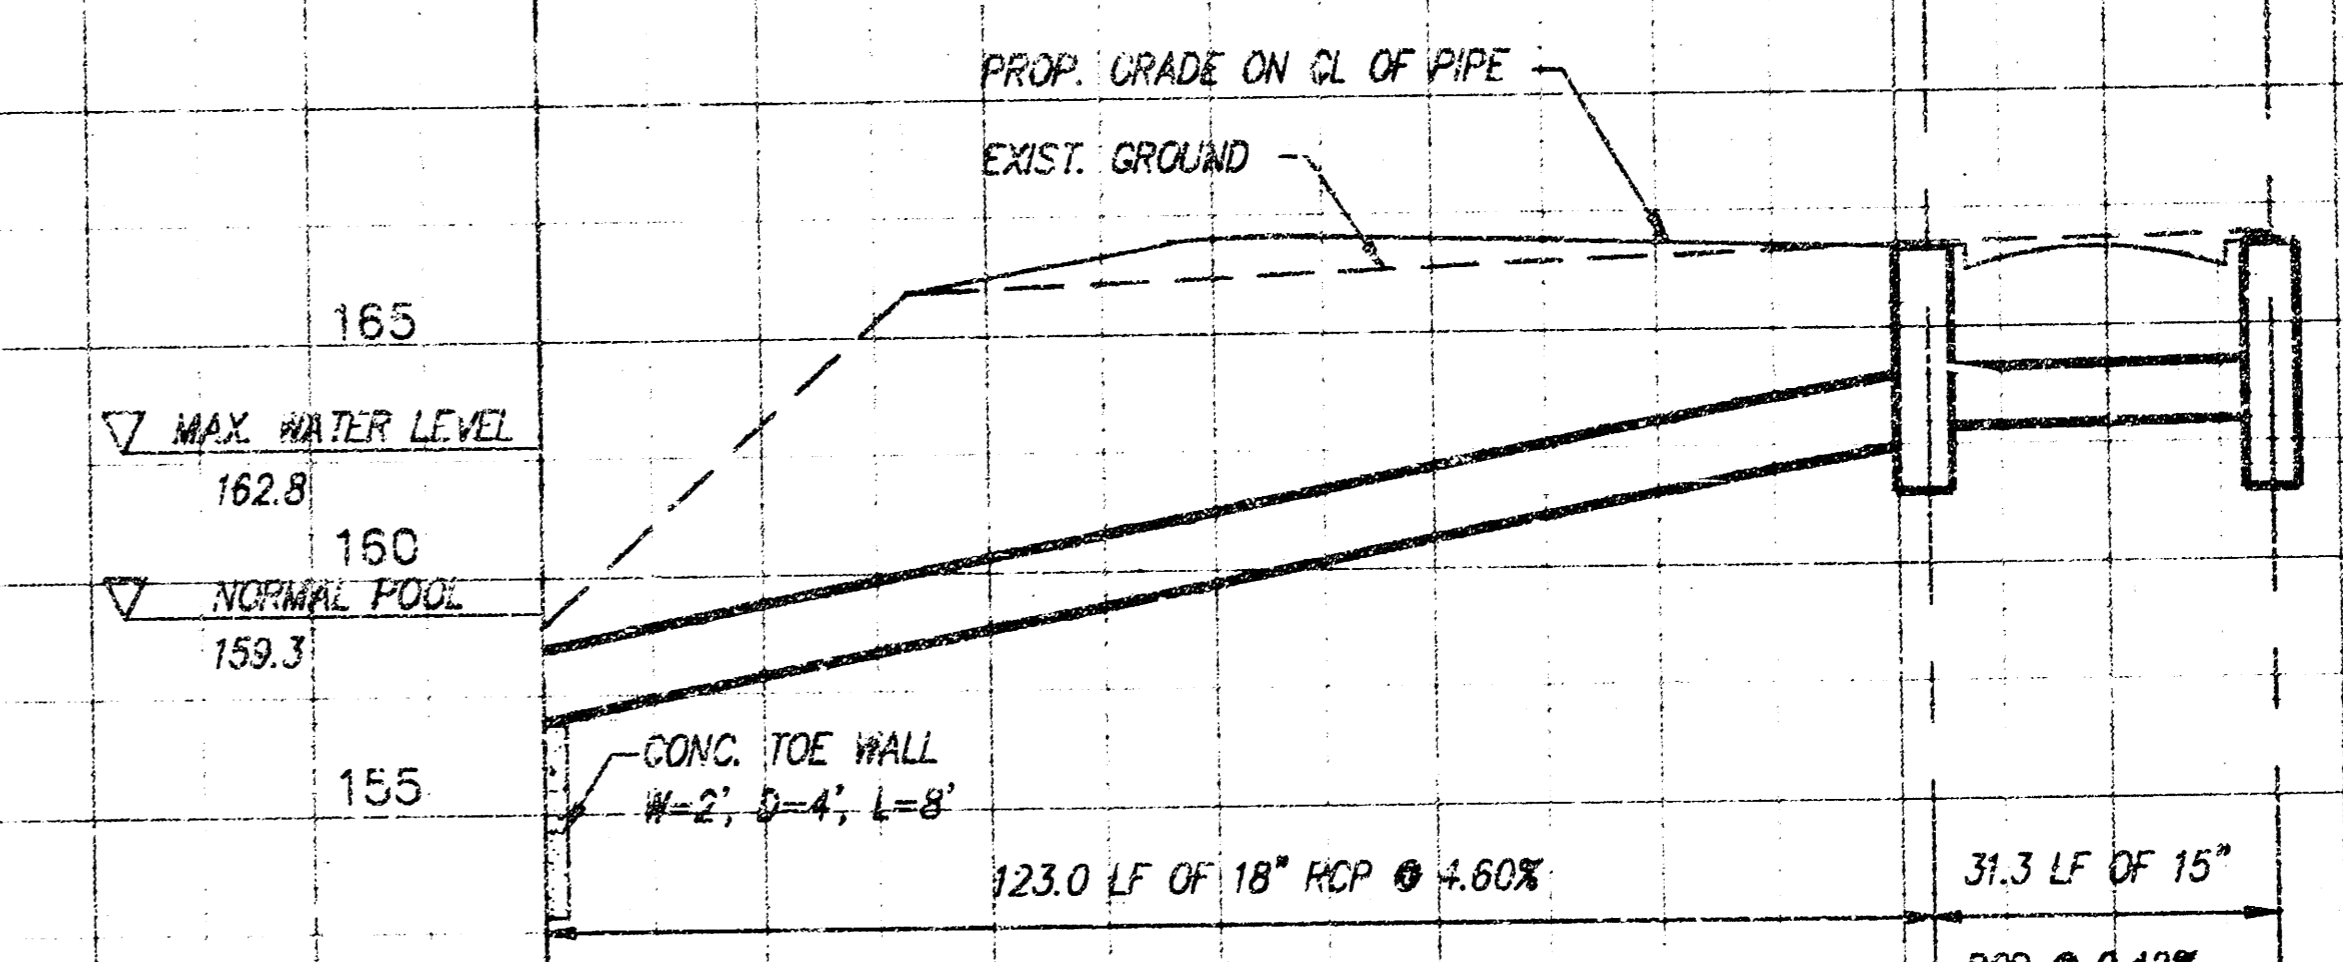 PROP. GRADE ON CL OF PIPE
EXIST. GROUND
165
MAX. WATER LEVEL
162.8
160
NORMAL POOL
159.3
CONC. TOE WALL
155
W=2', D=4', L=8'
123.0 LF OF 18" RCP @ 4.60%
31.3 LF OF 15"